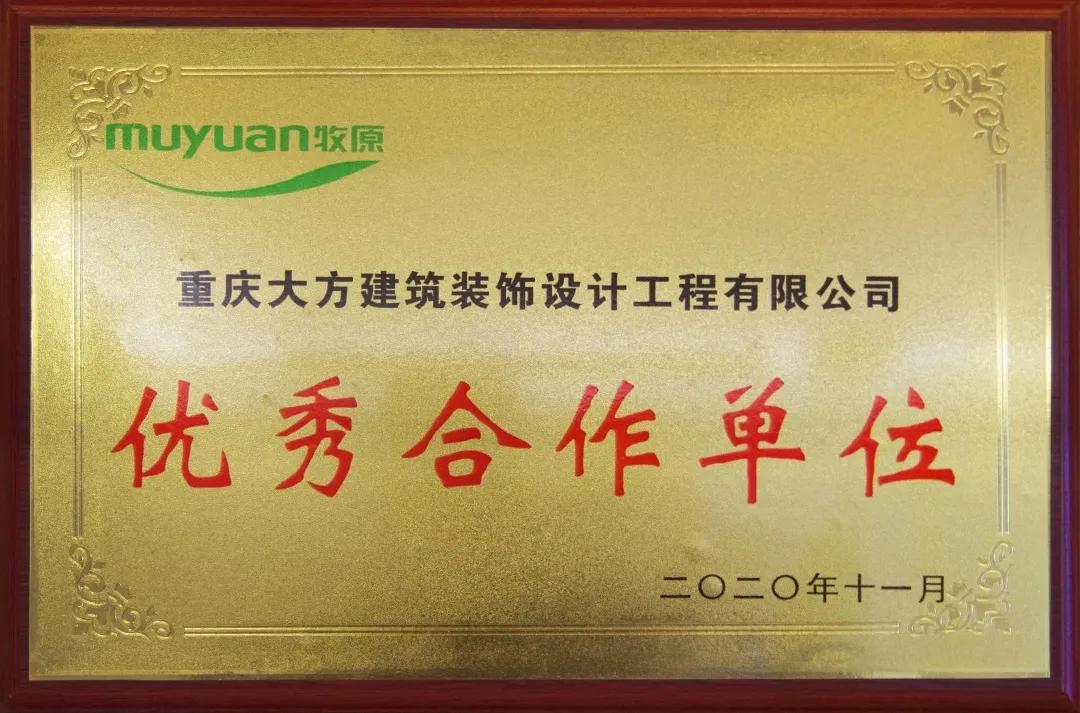 muyuan牧原
重庆大方建筑装饰设计工程有限公司
优秀合作单位
二〇二〇年十一月